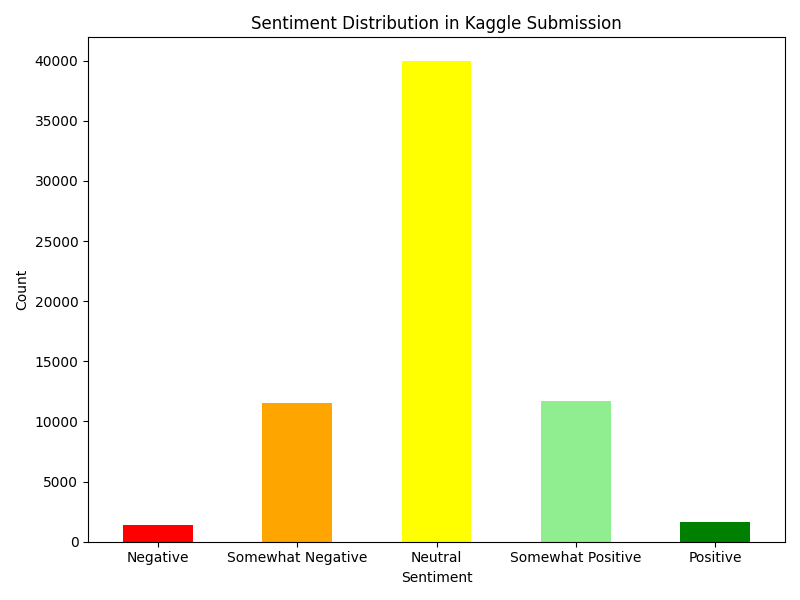 Sentiment Distribution in Kaggle Submission
40000
35000
30000
25000
20000
15000
10000
5000
0
Count
Negative
Somewhat Negative
Neutral
Somewhat Positive
Positive
Sentiment